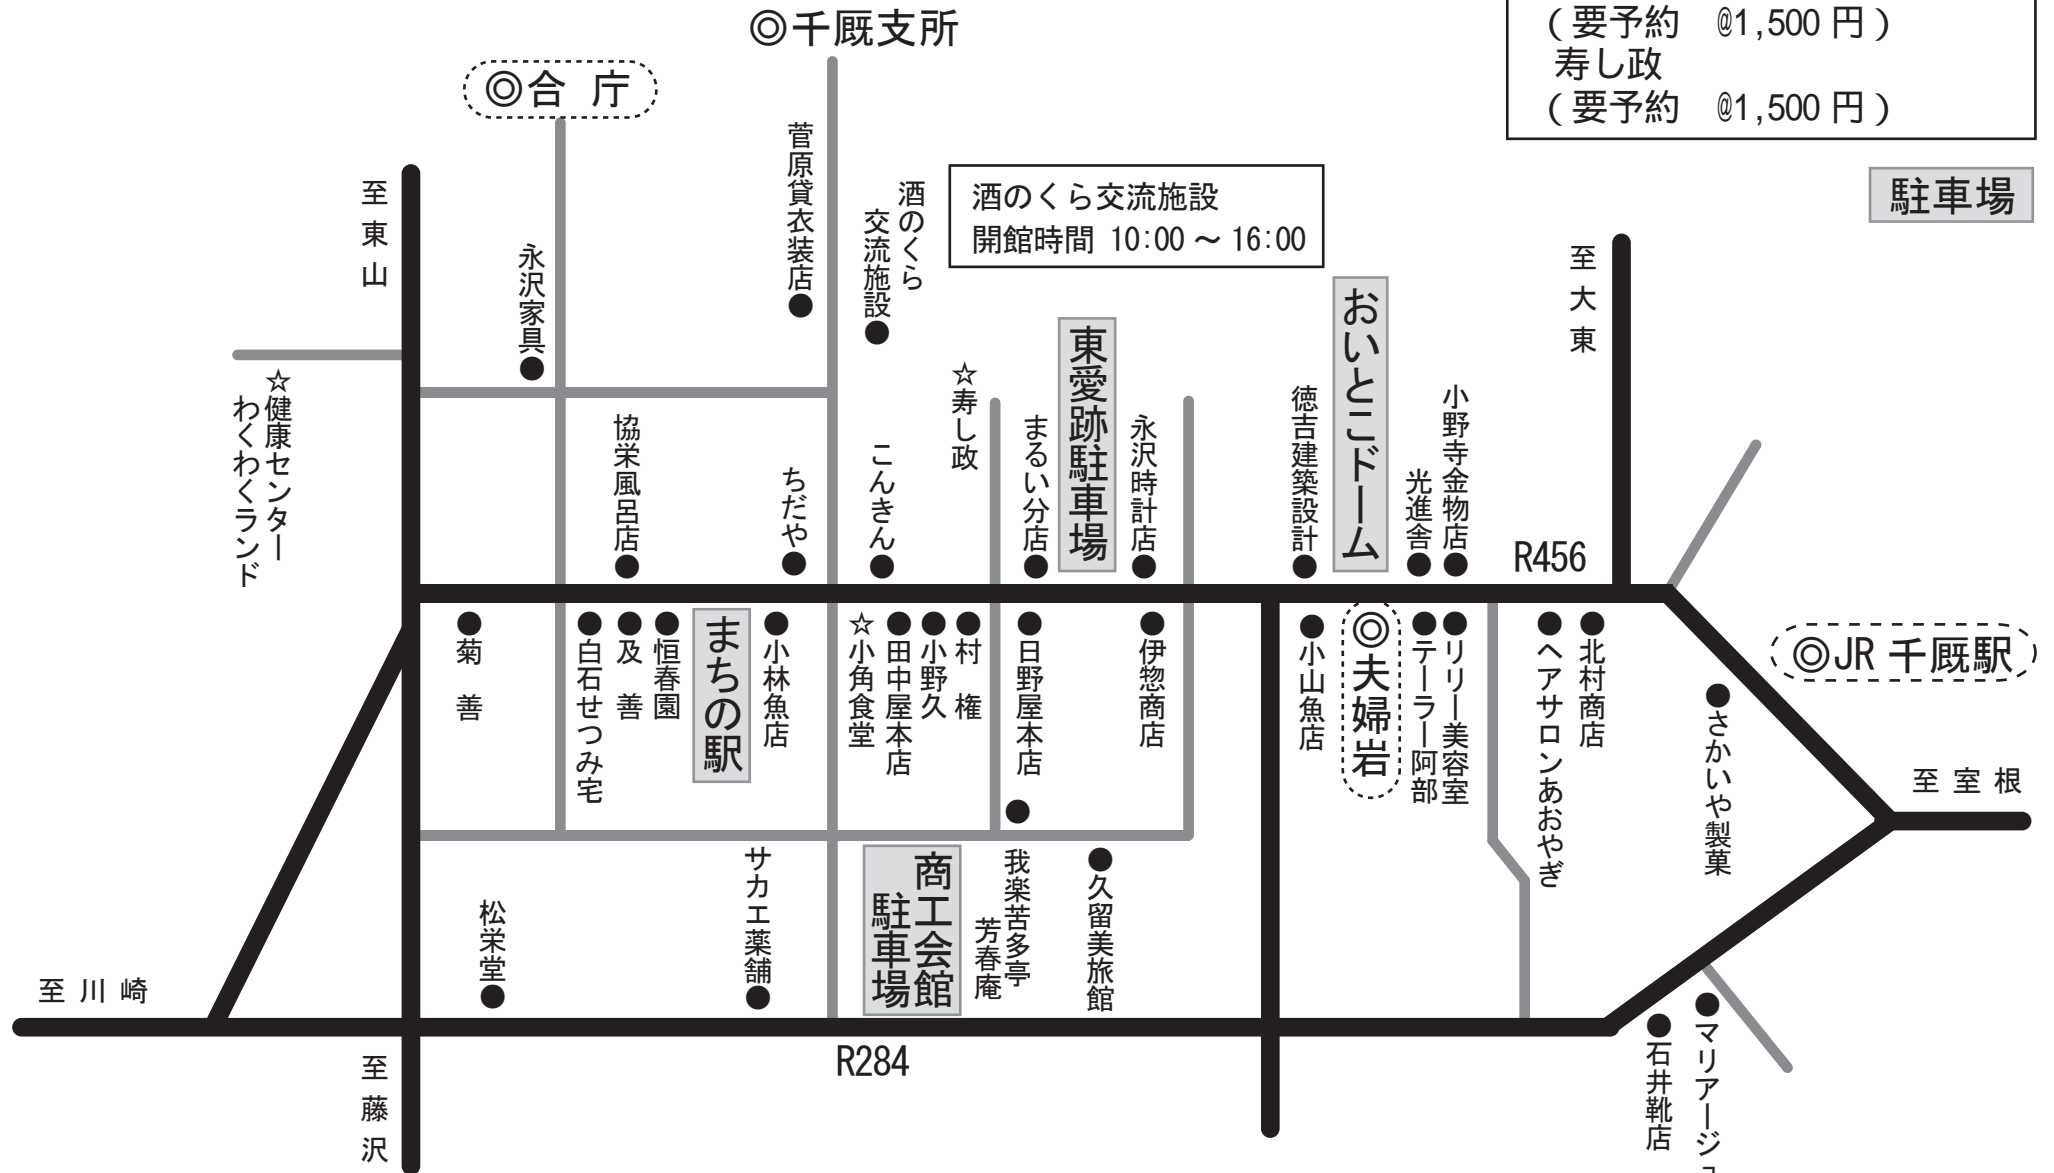 ◎千厩支所
(要予約 @1,500円)
寿し政
(要予約 @1,500円)
◎合 庁
菅原貸衣装店
酒のくら
交流施設
酒のくら交流施設
開館時間 10:00～16:00
駐車場
至東山
永沢家具
おいとこドーム
至大東
東愛跡駐車場
☆健康センター
わくわくランド
協栄風呂店
ちだや
こんきん
☆寿し政
まるい分店
永沢時計店
徳吉建築設計
光進舎
小野寺金物店
R456
菊 善
白石せつみ宅
及 善
恒春園
まちの駅
小林魚店
☆小角食堂
田中屋本店
小野久
村 権
日野屋本店
伊惣商店
小山魚店
◎夫婦岩
テーラー阿部
リリー美容室
ヘアサロンあおやぎ
北村商店
◎JR千厩駅
さかいや製菓
至室根
松栄堂
サカエ薬舗
商工会館
駐車場
我楽苦多亭
芳春庵
久留美旅館
至川崎
R284
至藤沢
石井靴店
マリアージュ